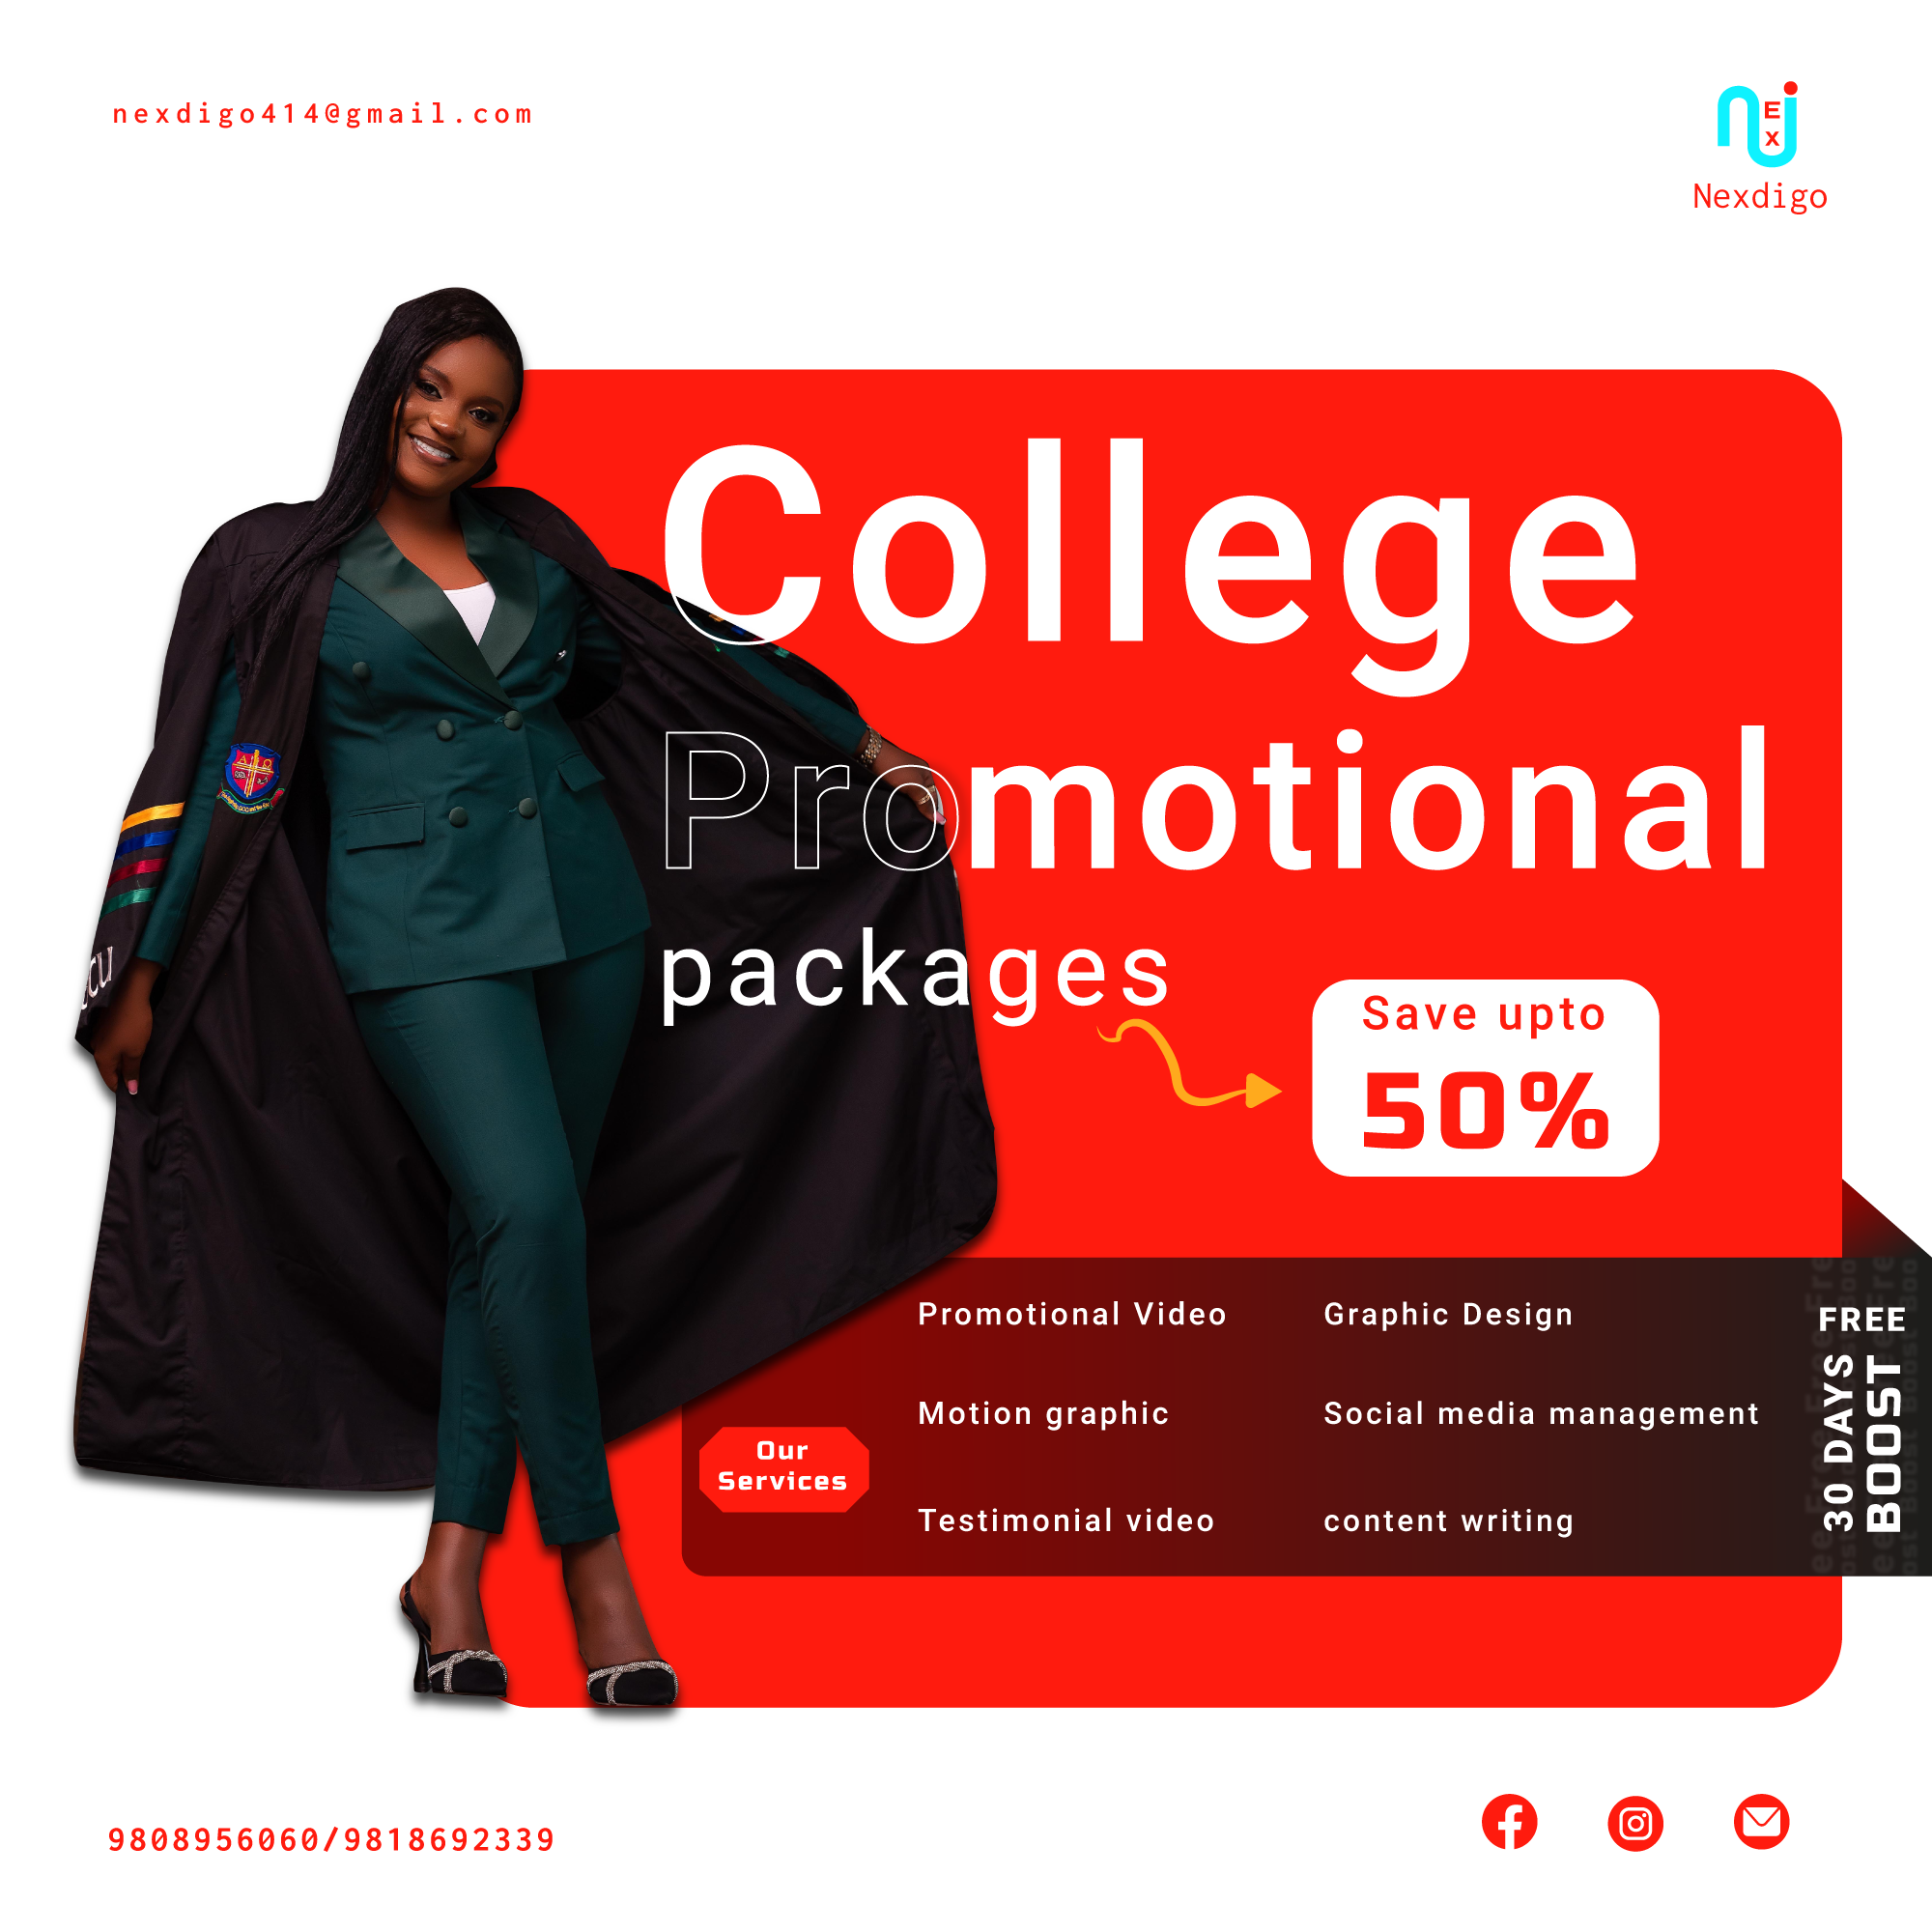 nexdigo414@gmail.com
NEX
Nexdigo
College
Promotional
packages
Save upto
50%
Our
Services
Promotional Video
Graphic Design
Motion graphic
Social media management
Testimonial video
content writing
FREE
30 DAYS
BOOST
9808956060/9818692339